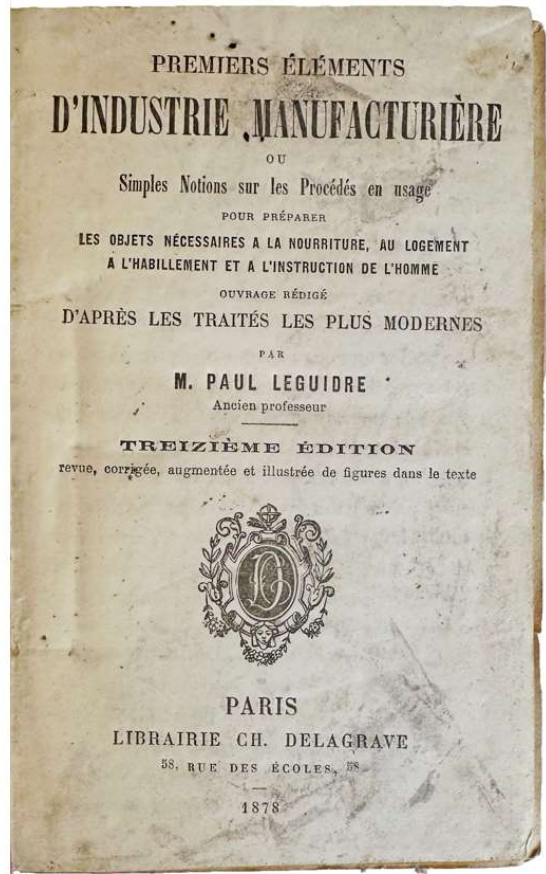 PREMIERS ÉLÉMENTS
D'INDUSTRIE MANUFACTURIÈRE
OU
Simples Notions sur les Procédés en usage
POUR PRÉPARER
LES OBJETS NÉCESSAIRES A LA NOURRITURE, AU LOGEMENT
A L'HABILLEMENT ET A L'INSTRUCTION DE L'HOMME
OUVRAGE RÉDIGÉ
D'APRÈS LES TRAITÉS LES PLUS MODERNES
PAR
M. PAUL LEGUIDRE
Ancien professeur
TREIZIÈME ÉDITION
revue, corrigée, augmentée et illustrée de figures dans le texte
PARIS
LIBRAIRIE CH. DELAGRAVE
58, RUE DES ÉCOLES, 58
1878